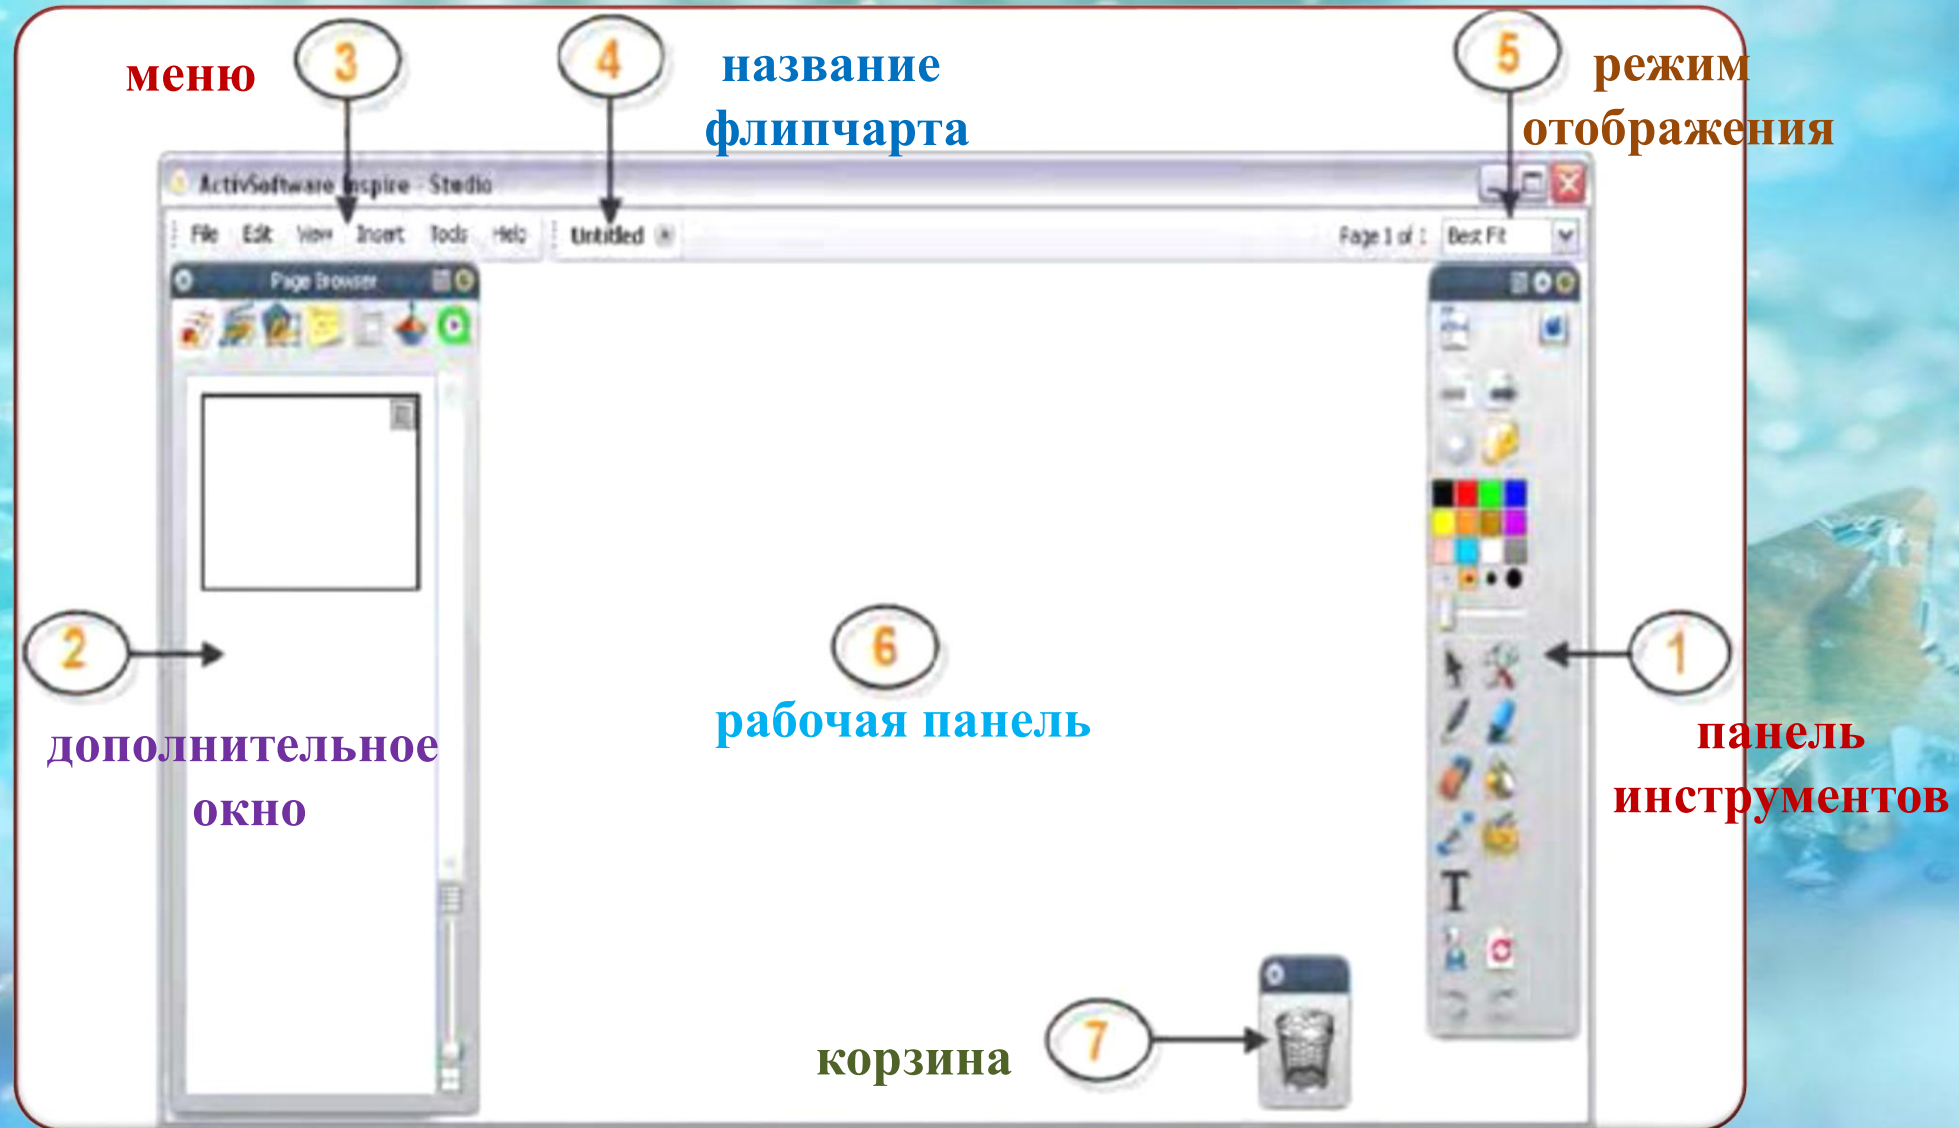 меню
3
4
название
флипчарта
5
режим
отображения
ActivSoftware Inspire - Studio
File Edit View Insert Tools Help
Untitled
Page 1 of 1
Best Fit
Page Browser
2
6
1
дополнительное
окно
рабочая панель
панель
инструментов
T
корзина
7